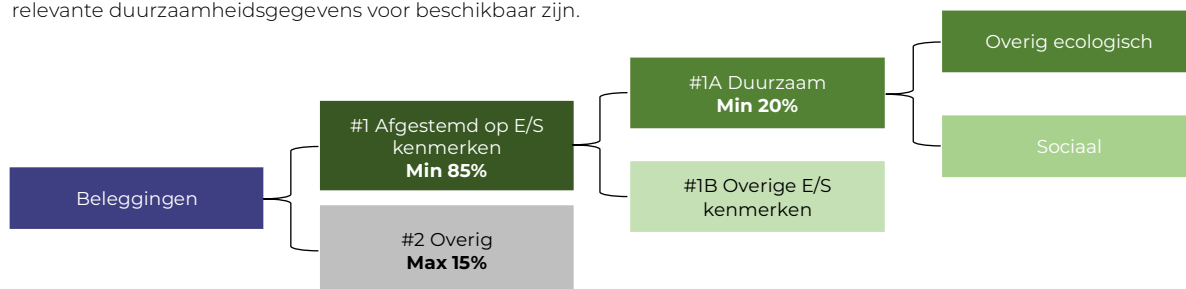 relevante duurzaamheidsgegevens voor beschikbaar zijn.
Beleggingen
#1 Afgestemd op E/S
kenmerken
Min 85%
#2 Overig
Max 15%
#1A Duurzaam
Min 20%
#1B Overige E/S
kenmerken
Overig ecologisch
Sociaal